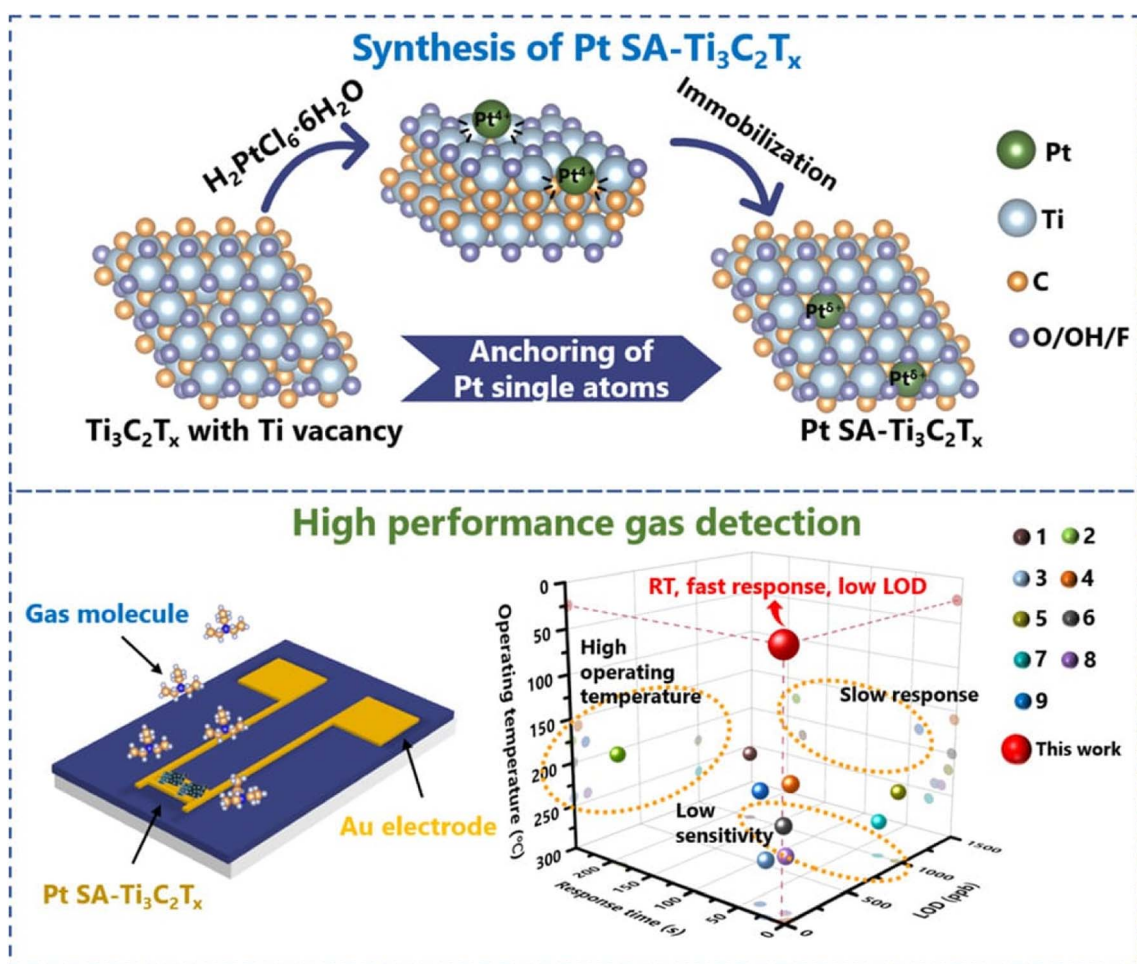 Synthesis of Pt SA-Ti₃C₂Tₓ
H₂PtCl₆·6H₂O
Pt⁴⁺
Pt⁴⁺
Immobilization
Pt
Ti
C
O/OH/F
Ptᵟ⁺
Ptᵟ⁺
Anchoring of
Pt single atoms
Ti₃C₂Tₓ with Ti vacancy
Pt SA-Ti₃C₂Tₓ
High performance gas detection
Gas molecule
Au electrode
Pt SA-Ti₃C₂Tₓ
RT, fast response, low LOD
High
operating
temperature
Slow response
Low
sensitivity
Operating temperature (°C)
0
50
100
150
200
250
300
Response time (s)
200
150
100
50
0
LOD (ppb)
0
500
1000
1500
1 2
3 4
5 6
7 8
9
This work